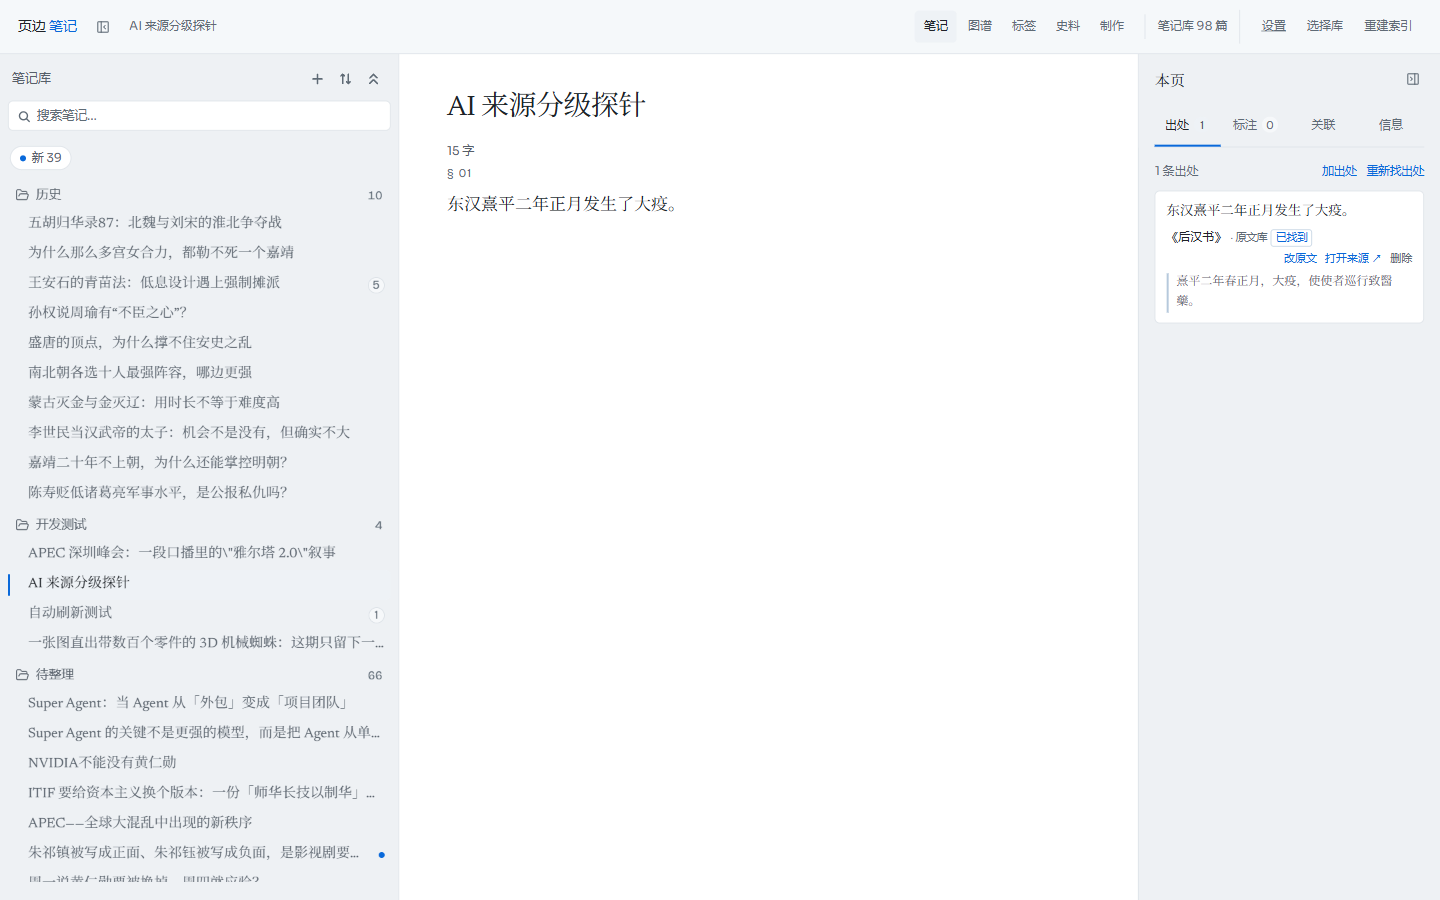 页边 笔记
AI 来源分级探针
笔记 图谱 标签 史料 制作 笔记库 98 篇 设置 选择库 重建索引
笔记库
搜索笔记...
新 39
历史 10
五胡归华录87：北魏与刘宋的淮北争夺战
为什么那么多宫女合力，都勒不死一个嘉靖
王安石的青苗法：低息设计遇上强制摊派 5
孙权说周瑜有“不臣之心”？
盛唐的顶点，为什么撑不住安史之乱
南北朝各选十人最强阵容，哪边更强
蒙古灭金与金灭辽：用时长不等于难度高
李世民当汉武帝的太子：机会不是没有，但确实不大
嘉靖二十年不上朝，为什么还能掌控明朝？
陈寿贬低诸葛亮军事水平，是公报私仇吗？
开发测试 4
APEC 深圳峰会：一段口播里的\"雅尔塔 2.0\"叙事
AI 来源分级探针
自动刷新测试 1
一张图直出带数百个零件的 3D 机械蜘蛛：这期只留下一...
待整理 66
Super Agent：当 Agent 从「外包」变成「项目团队」
Super Agent 的关键不是更强的模型，而是把 Agent 从单...
NVIDIA不能没有黄仁勋
ITIF 要给资本主义换个版本：一份「师华长技以制华」...
APEC——全球大混乱中出现的新秩序
朱祁镇被写成正面、朱祁钰被写成负面，是影视剧要...
AI 来源分级探针
15 字
§ 01
东汉熹平二年正月发生了大疫。
本页
出处 1 标注 0 关联 信息
1 条出处 加出处 重新找出处
东汉熹平二年正月发生了大疫。
《后汉书》 · 原文库 已找到
改原文 打开来源 ↗ 删除
熹平二年春正月，大疫，使使者巡行致醫
藥。